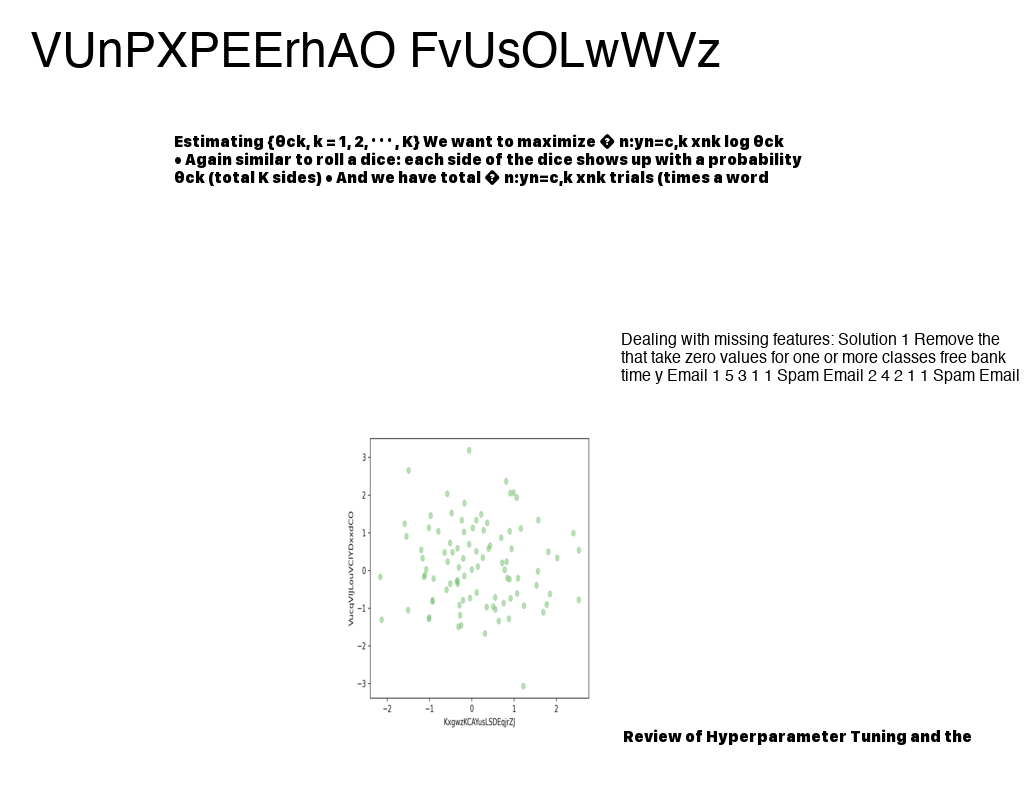 VUnPXPEErhAO FvUsOLwWVz
Estimating {θck, k = 1, 2, · · · , K} We want to maximize � n:yn=c,k xnk log θck
• Again similar to roll a dice: each side of the dice shows up with a probability
θck (total K sides) • And we have total � n:yn=c,k xnk trials (times a word
Dealing with missing features: Solution 1 Remove the
that take zero values for one or more classes free bank
time y Email 1 5 3 1 1 Spam Email 2 4 2 1 1 Spam Email
3
2
1
0
−1
−2
−3
−2 −1 0 1 2
KxgwzKCAYusLSDEqjrZJ
Review of Hyperparameter Tuning and the